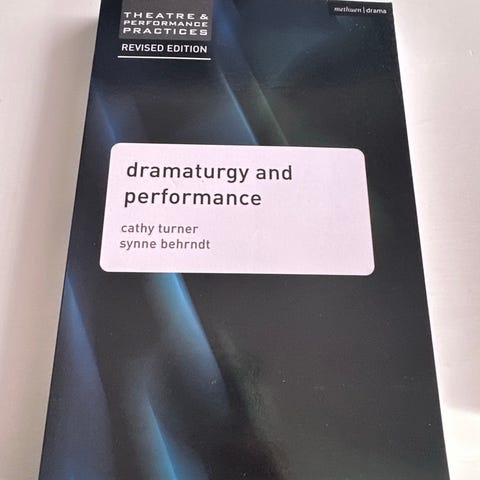 THEATRE &
PERFORMANCE
PRACTICES
REVISED EDITION
methuen | drama
dramaturgy and
performance
cathy turner
synne behrndt